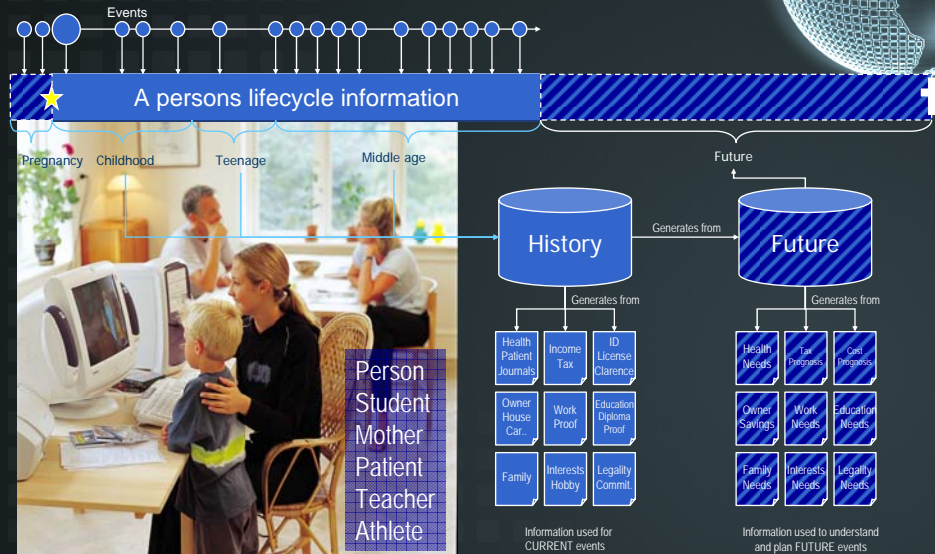 Events
A persons lifecycle information
Pregnancy
Childhood
Teenage
Middle age
Future
History
Generates from
Future
Generates from
Generates from
Health
Patient
Journals
Income
Tax
ID
License
Clarence
Health
Needs
Tax
Prognosis
Cost
Prognosis
Owner
House
Car..
Work
Proof
Education
Diploma
Proof
Owner
Savings
Work
Needs
Education
Needs
Family
Interests
Hobby
Legality
Commit.
Family
Needs
Interests
Needs
Legality
Needs
Person
Student
Mother
Patient
Teacher
Athlete
Information used for
CURRENT events
Information used to understand
and plan FUTURE events